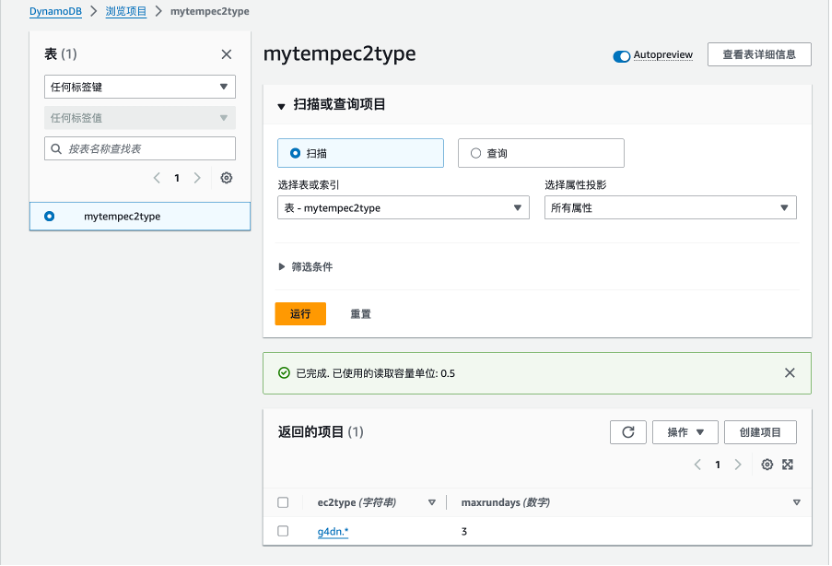 DynamoDB > 浏览项目 > mytempec2type
表 (1)
任何标签键
任何标签值
按表名称查找表
1
mytempec2type
mytempec2type
Autopreview
查看表详细信息
扫描或查询项目
扫描
查询
选择表或索引
选择属性投影
表 - mytempec2type
所有属性
筛选条件
运行
重置
已完成. 已使用的读取容量单位: 0.5
返回的项目 (1)
操作
创建项目
1
ec2type (字符串)
maxrundays (数字)
g4dn.*
3